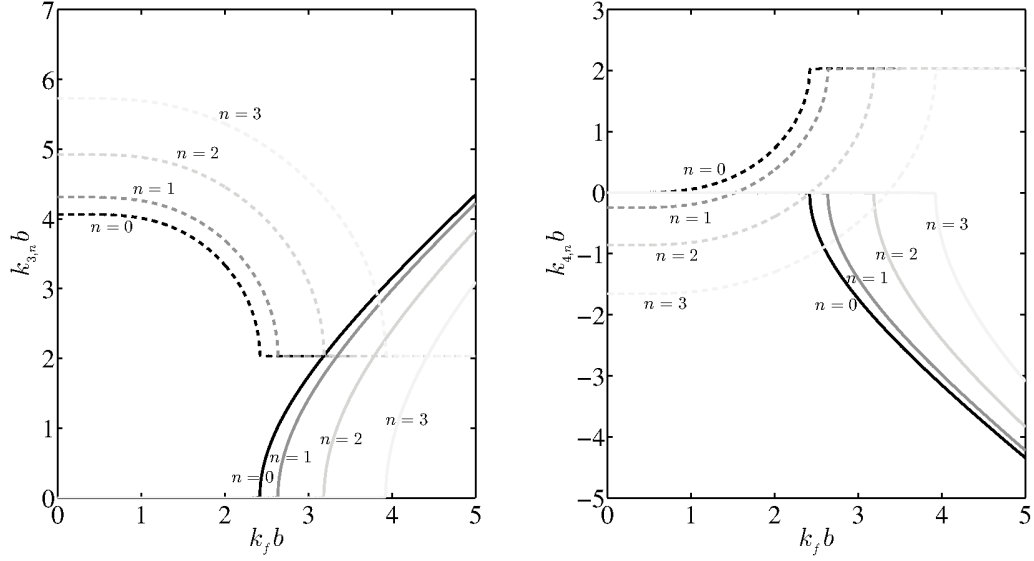 7
6
5
4
3
2
1
0
k_{3,n} b
n = 3
n = 2
n = 1
n = 0
n = 3
n = 2
n = 1
n = 0
0 1 2 3 4 5
k_f b
3
2
1
0
−1
−2
−3
−4
−5
k_{4,n} b
n = 0
n = 1
n = 2
n = 3
n = 3
n = 2
n = 1
n = 0
0 1 2 3 4 5
k_f b